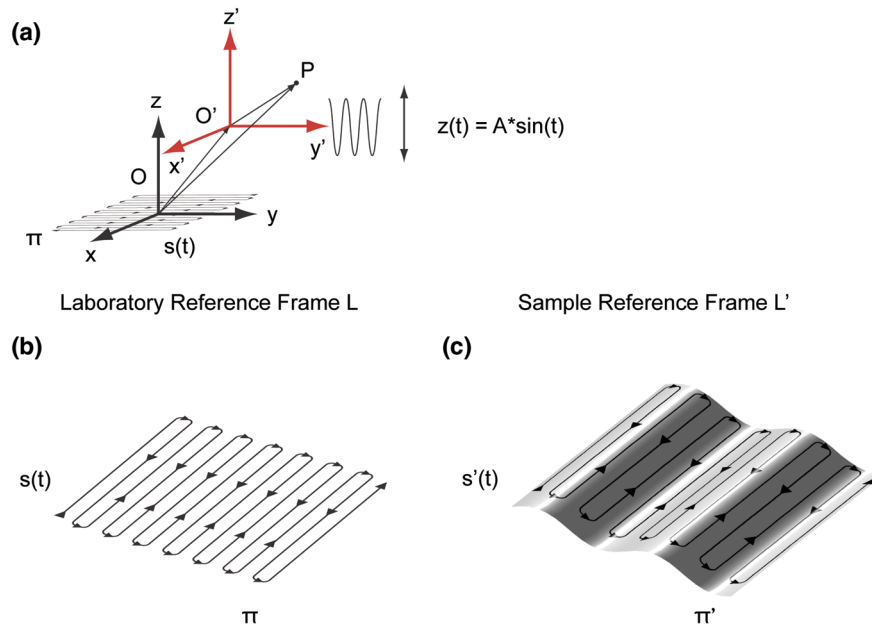 (a)
z'
P
z
O'
z(t) = A*sin(t)
y'
x'
O
y
π
s(t)
x
Laboratory Reference Frame L
Sample Reference Frame L’
(b)
(c)
s(t)
s’(t)
π
π’